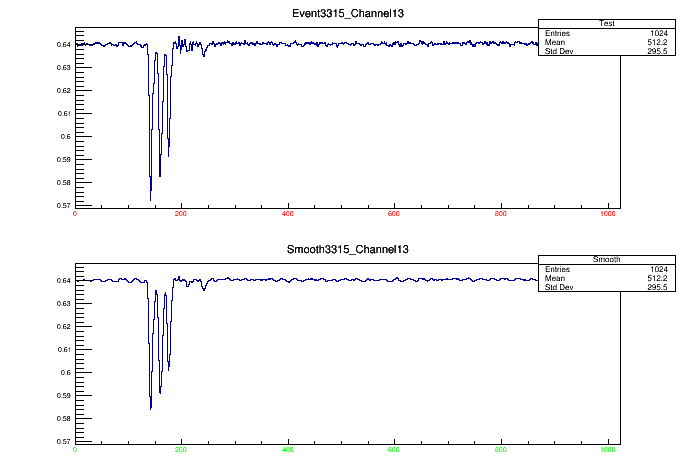 Event3315_Channel13
Test
Entries 1024
Mean 512.2
Std Dev 295.5
0.64
0.63
0.62
0.61
0.6
0.59
0.58
0.57
0 200 400 600 800 1000
Smooth3315_Channel13
Smooth
Entries 1024
Mean 512.2
Std Dev 295.5
0.64
0.63
0.62
0.61
0.6
0.59
0.58
0.57
0 200 400 600 800 1000